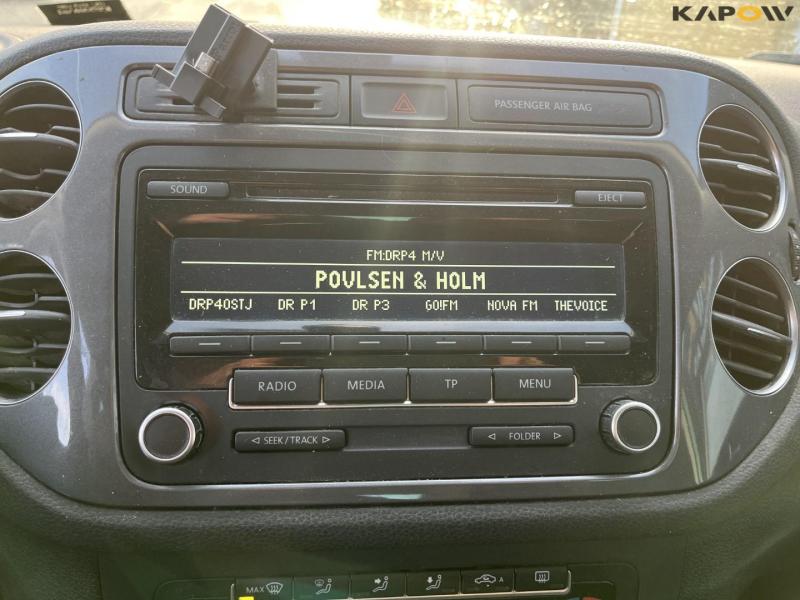 KAPOW
PASSENGER AIR BAG
SOUND
EJECT
FM:DRP4 M/V
POVLSEN & HOLM
DRP4OSTJ DR P1 DR P3 GO!FM NOVA FM THEVOICE
RADIO MEDIA TP MENU
SEEK / TRACK
FOLDER
MAX
A